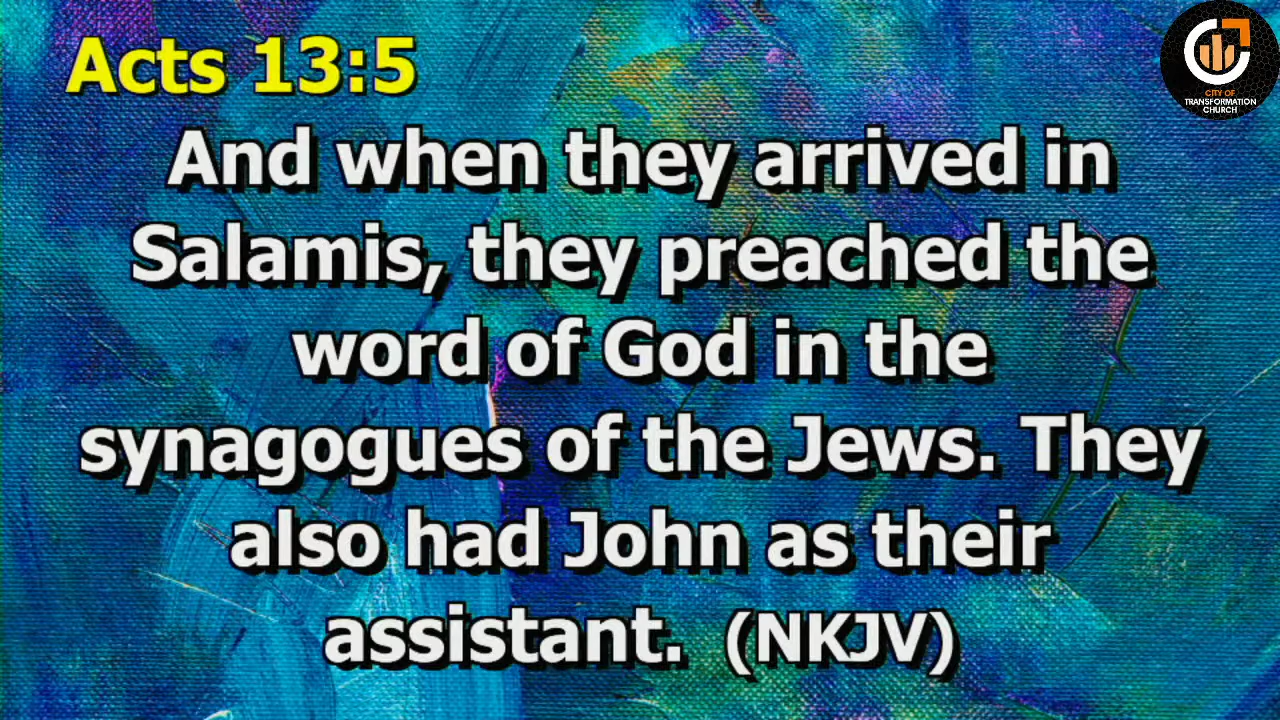 Acts 13:5
CITY OF
TRANSFORMATION
CHURCH
And when they arrived in
Salamis, they preached the
word of God in the
synagogues of the Jews. They
also had John as their
assistant. (NKJV)